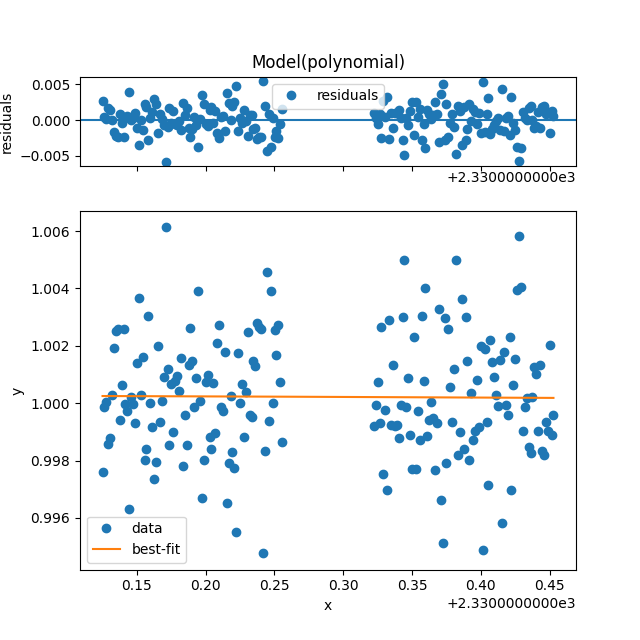 Model(polynomial)
residuals
0.005
0.000
−0.005
residuals
+2.3300000000e3
y
1.006
1.004
1.002
1.000
0.998
0.996
data
best-fit
0.15 0.20 0.25 0.30 0.35 0.40 0.45
x
+2.3300000000e3